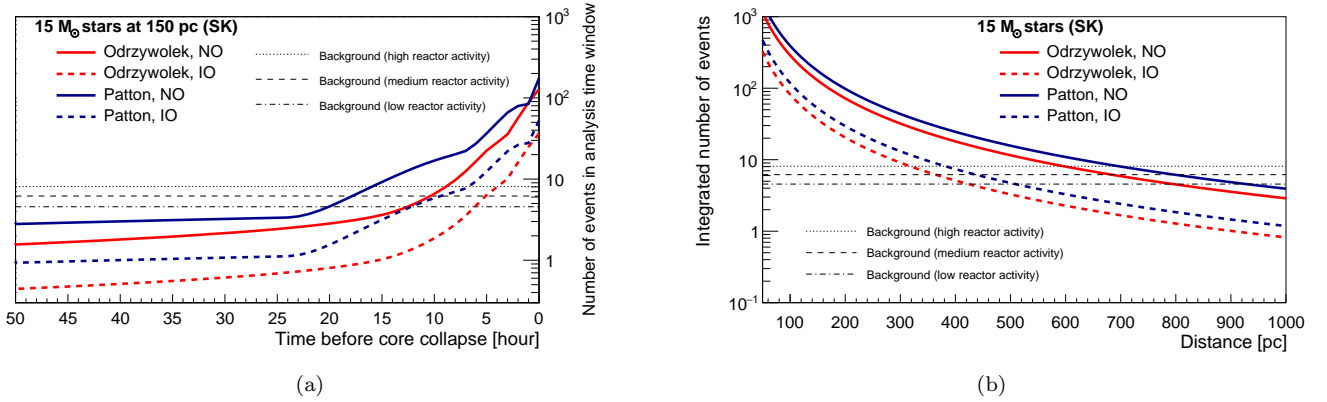 15 M⊙ stars at 150 pc (SK)
Odrzywolek, NO
Odrzywolek, IO
Patton, NO
Patton, IO
Background (high reactor activity)
Background (medium reactor activity)
Background (low reactor activity)
10³
10²
10
1
Number of events in analysis time window
50 45 40 35 30 25 20 15 10 5 0
Time before core collapse [hour]
(a)
15 M⊙ stars (SK)
Odrzywolek, NO
Odrzywolek, IO
Patton, NO
Patton, IO
Background (high reactor activity)
Background (medium reactor activity)
Background (low reactor activity)
Integrated number of events
10³
10²
10
1
10⁻¹
100 200 300 400 500 600 700 800 900 1000
Distance [pc]
(b)